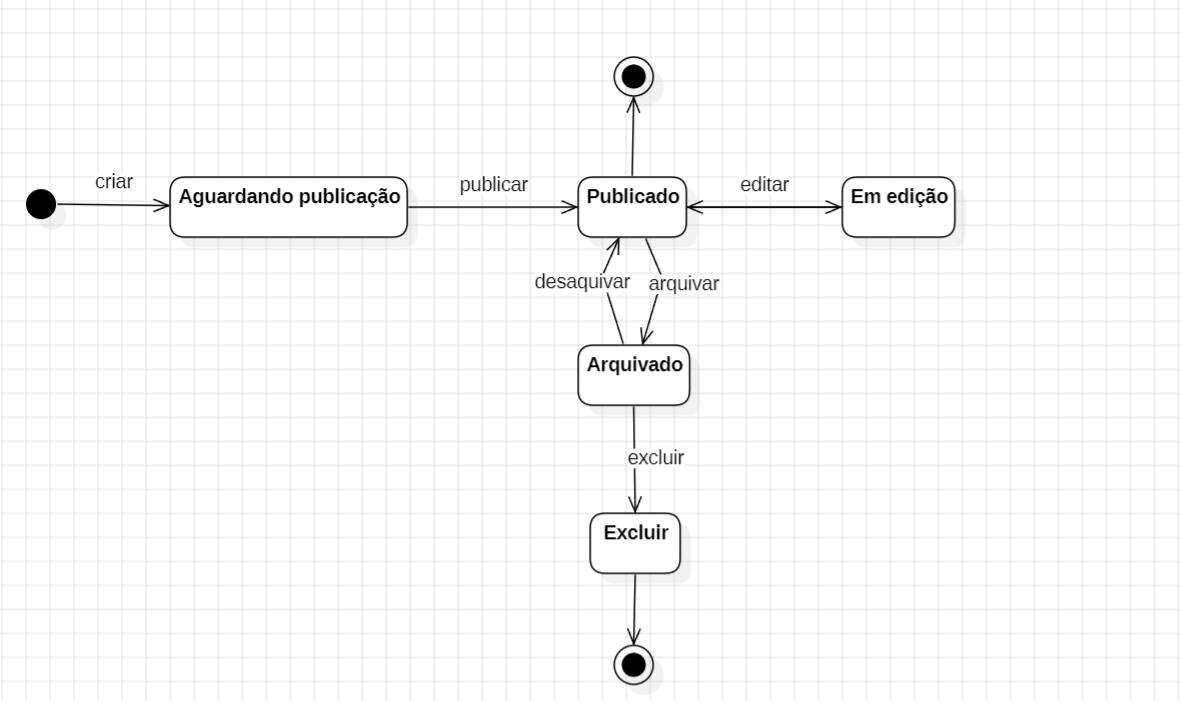 criar
Aguardando publicação
publicar
Publicado
editar
Em edição
desaquivar
arquivar
Arquivado
excluir
Excluir